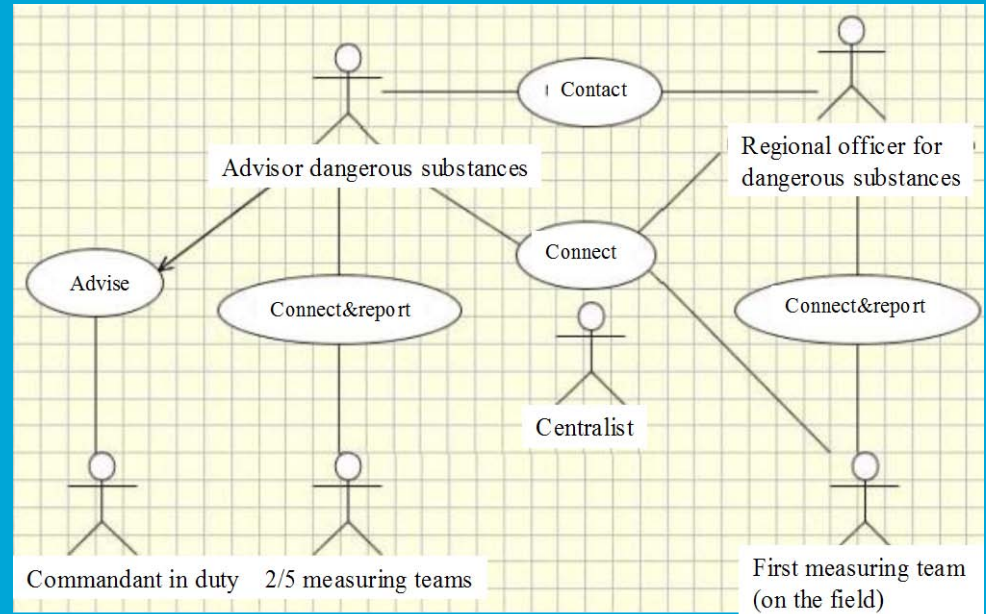 Contact
Regional officer for
dangerous substances
Advisor dangerous substances
Connect
Advise
Connect&report
Connect&report
Centralist
Commandant in duty
2/5 measuring teams
First measuring team
(on the field)